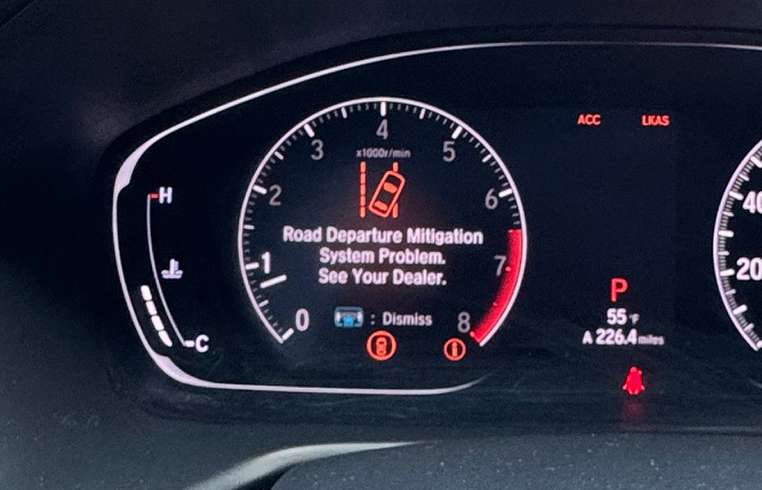 ACC LKAS
4
3 5
x1000r/min
2 6
H
40
Road Departure Mitigation
System Problem.
1 7
See Your Dealer.
20
P
0 : Dismiss 8
55 °F
C
A 226.4 miles
i